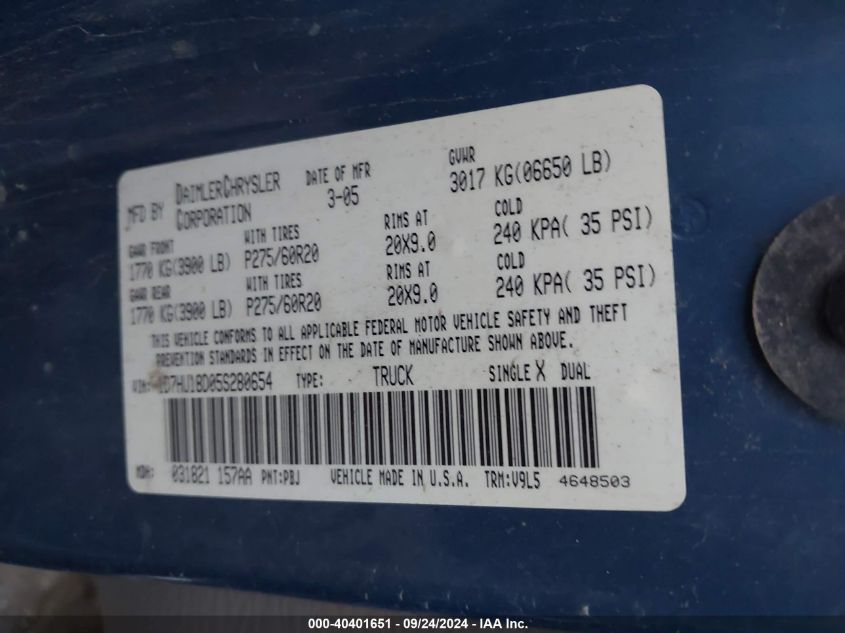 MFD BY DAIMLERCHRYSLER CORPORATION DATE OF MFR 3-05 GVWR 3017 KG(06650 LB)
GAWR FRONT WITH TIRES RIMS AT COLD
1770 KG(3900 LB) P275/60R20 20X9.0 240 KPA( 35 PSI)
GAWR REAR WITH TIRES RIMS AT COLD
1770 KG(3900 LB) P275/60R20 20X9.0 240 KPA( 35 PSI)
THIS VEHICLE CONFORMS TO ALL APPLICABLE FEDERAL MOTOR VEHICLE SAFETY AND THEFT
PREVENTION STANDARDS IN EFFECT ON THE DATE OF MANUFACTURE SHOWN ABOVE.
VIN: 1D7HU18D05S280654 TYPE: TRUCK SINGLE X DUAL
MDH: 031821 157AA PNT:PBJ VEHICLE MADE IN U.S.A. TRM:V9L5 4648503
000-40401651 - 09/24/2024 - IAA Inc.